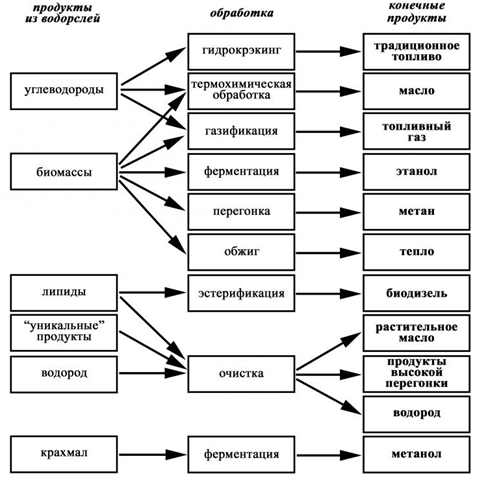 продукты
из водорслей
обработка
конечные
продукты
гидрокрэкинг
традиционное
топливо
углеводороды
термохимическая
обработка
масло
газификация
топливный
газ
биомассы
ферментация
этанол
перегонка
метан
обжиг
тепло
липиды
эстерификация
биодизель
"уникальные"
продукты
растительное
масло
водород
очистка
продукты
высокой
перегонки
водород
крахмал
ферментация
метанол